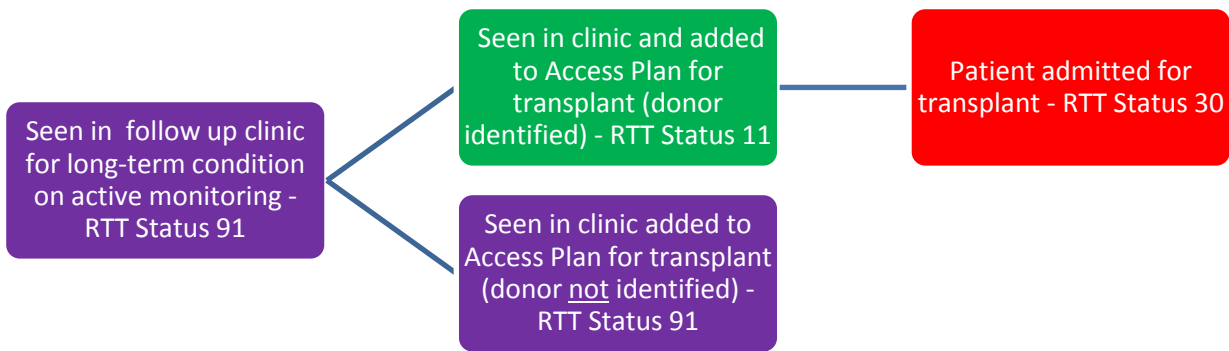 Seen in follow up clinic
for long-term condition
on active monitoring -
RTT Status 91
Seen in clinic and added
to Access Plan for
transplant (donor
identified) - RTT Status 11
Patient admitted for
transplant - RTT Status 30
Seen in clinic added to
Access Plan for transplant
(donor not identified) -
RTT Status 91